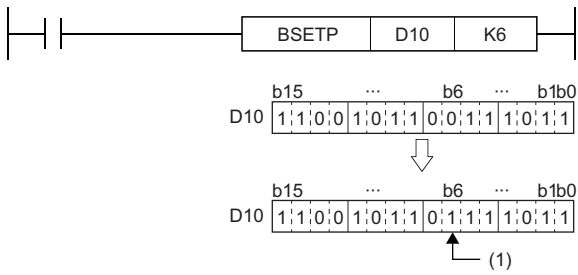 BSETP D10 K6
b15 ... b6 ... b1b0
D10 1 1 0 0 1 0 1 1 0 0 1 1 1 0 1 1
b15 ... b6 ... b1b0
D10 1 1 0 0 1 0 1 1 0 1 1 1 1 0 1 1
(1)